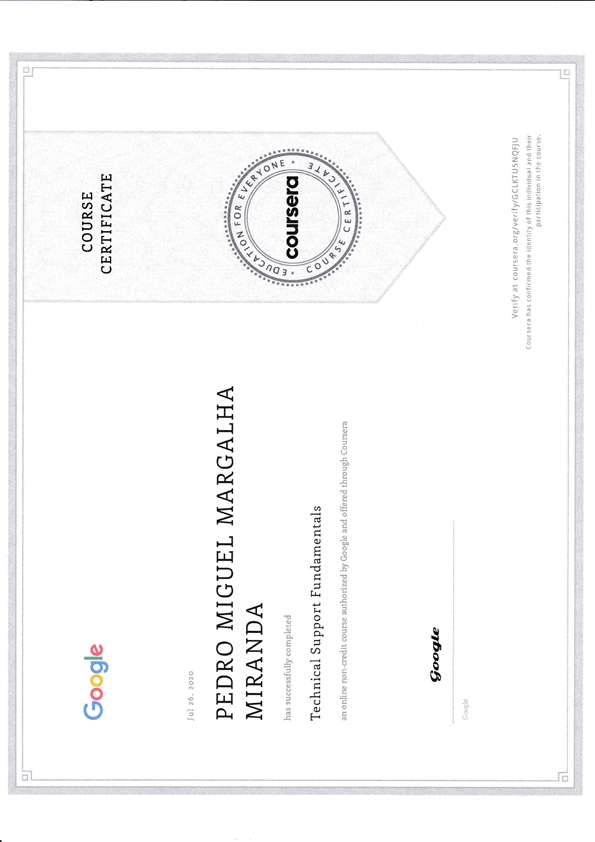 Google
COURSE
CERTIFICATE
EDUCATION FOR EVERYONE • COURSE CERTIFICATE •
coursera
Jul 26, 2020
PEDRO MIGUEL MARGALHA
MIRANDA
has successfully completed
Technical Support Fundamentals
an online non-credit course authorized by Google and offered through Coursera
Google
Google
Verify at coursera.org/verify/GCLKTU5NQFJU
Coursera has confirmed the identity of this individual and their
participation in the course.